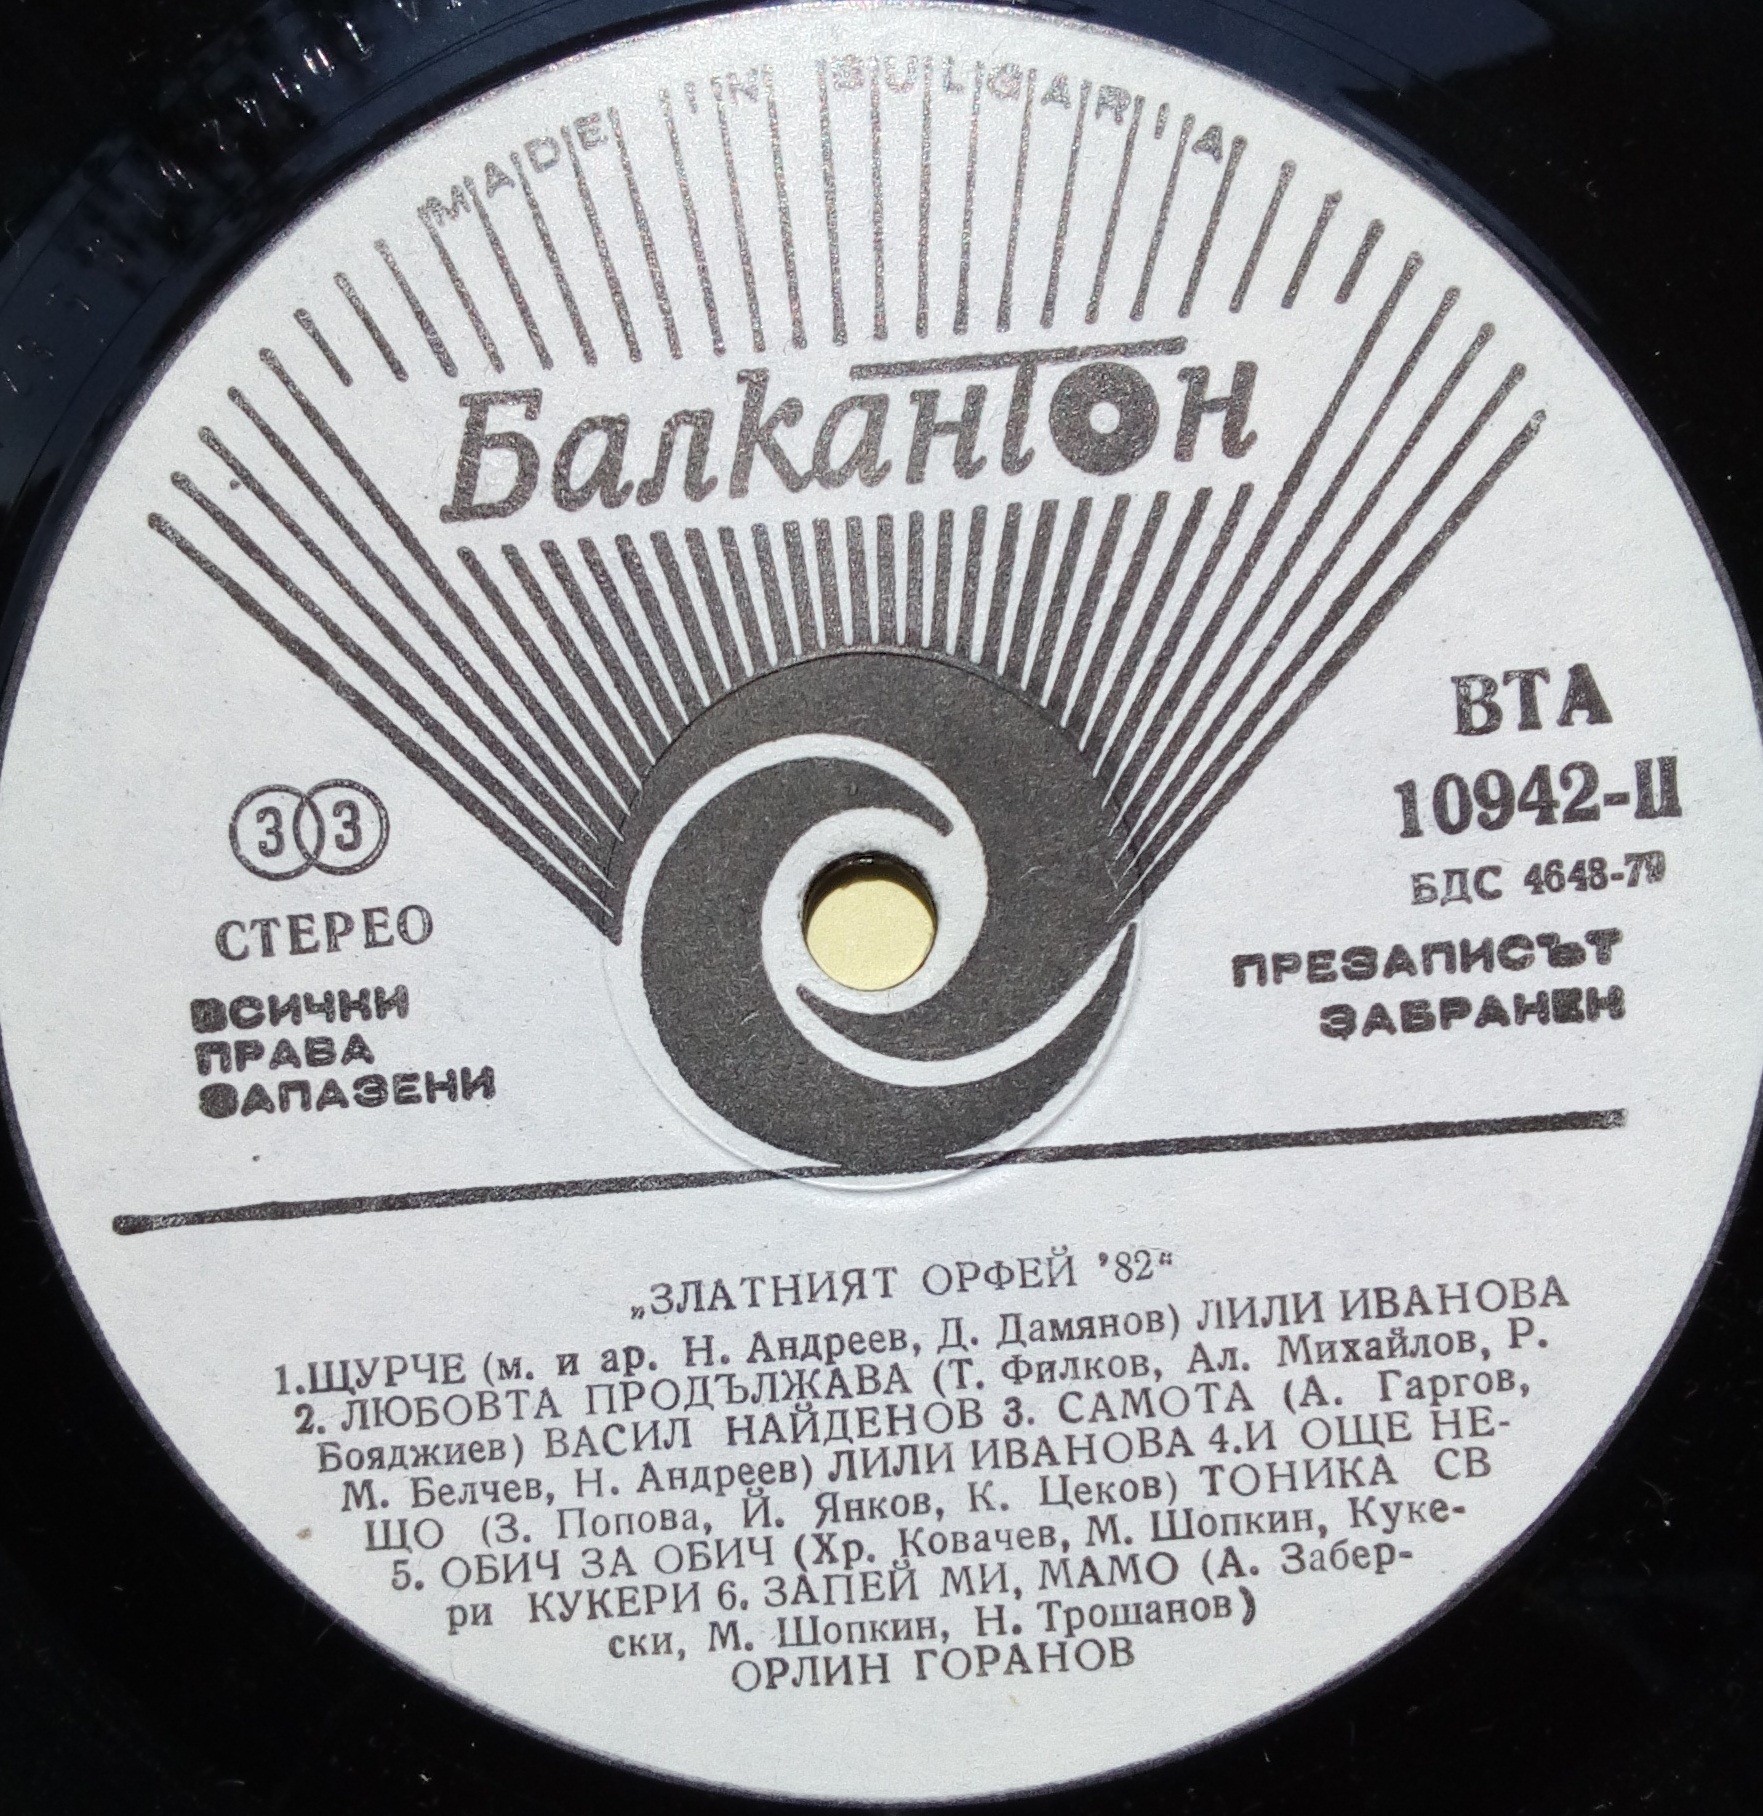 MADE IN BULGARIA
Балкантон
ВТА
10942-II
БДС 4648-79
33
СТЕРЕО
ПРЕЗАПИСЪТ
ЗАБРАНЕН
ВСИЧКИ
ПРАВА
ЗАПАЗЕНИ
„ЗЛАТНИЯТ ОРФЕЙ ’82“
1.ЩУРЧЕ (м. и ар. Н. Андреев, Д. Дамянов) ЛИЛИ ИВАНОВА
2. ЛЮБОВТА ПРОДЪЛЖАВА (Т. Филков, Ал. Михайлов, Р.
Бояджиев) ВАСИЛ НАЙДЕНОВ 3. САМОТА (А. Гаргов,
М. Белчев, Н. Андреев) ЛИЛИ ИВАНОВА 4.И ОЩЕ НЕ-
ЩО (З. Попова, Й. Янков, К. Цеков) ТОНИКА СВ
5. ОБИЧ ЗА ОБИЧ (Хр. Ковачев, М. Шопкин, Куке-
ри КУКЕРИ 6. ЗАПЕЙ МИ, МАМО (А. Забер-
ски, М. Шопкин, Н. Трошанов)
ОРЛИН ГОРАНОВ